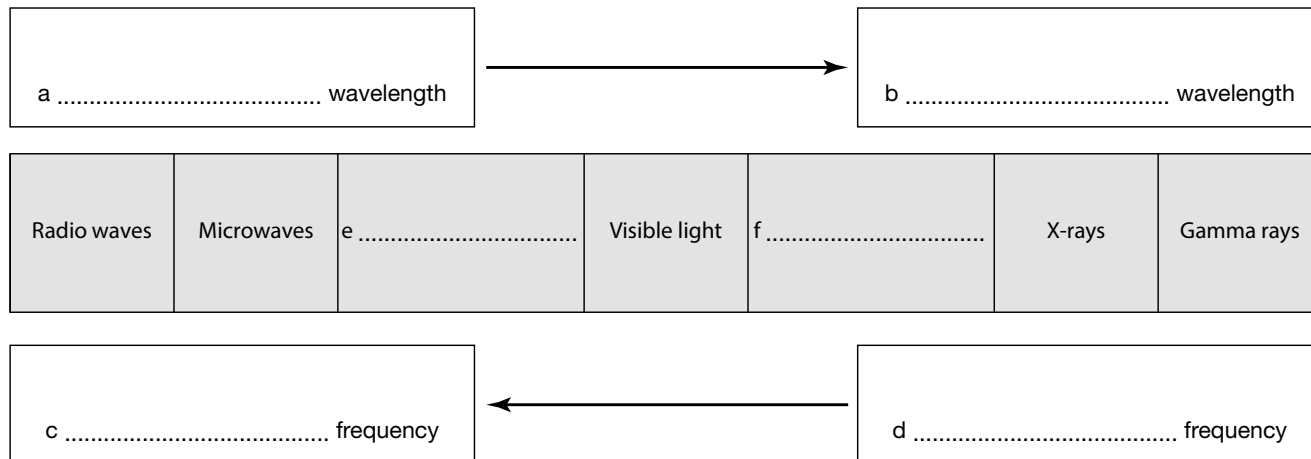 a ......................................... wavelength
b ......................................... wavelength
Radio waves
Microwaves
e ..................................
Visible light
f ..................................
X-rays
Gamma rays
c ......................................... frequency
d ......................................... frequency